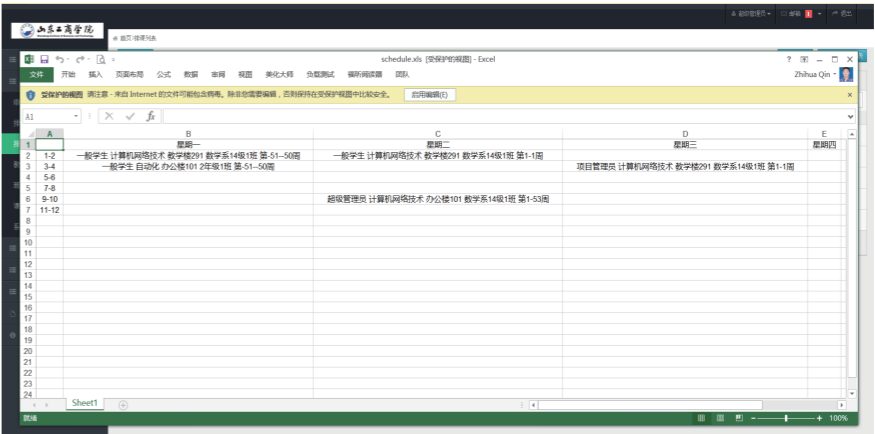 超级管理员 邮箱 1 退出
山东工商学院
首页/排课列表
schedule.xls [受保护的视图] - Excel
文件 开始 插入 页面布局 公式 数据 审阅 视图 美化大师 负载测试 福昕阅读器 团队 Zhihua Qin
受保护的视图 请注意 - 来自 Internet 的文件可能包含病毒。除非您需要编辑，否则保持在受保护视图中比较安全。 启用编辑(E)
A1 fx
A B C D E
1 星期一 星期二 星期三 星期四
2 1-2 一般学生 计算机网络技术 教学楼291 数学系14级1班 第-51--50周 一般学生 计算机网络技术 教学楼291 数学系14级1班 第1-1周
3 3-4 一般学生 自动化 办公楼101 2年级1班 第-51--50周 项目管理员 计算机网络技术 教学楼291 数学系14级1班 第1-1周
4 5-6
5 7-8
6 9-10 超级管理员 计算机网络技术 办公楼101 数学系14级1班 第1-53周
7 11-12
8
9
10
11
12
13
14
15
16
17
18
19
20
21
22
23
24
Sheet1
就绪 100%